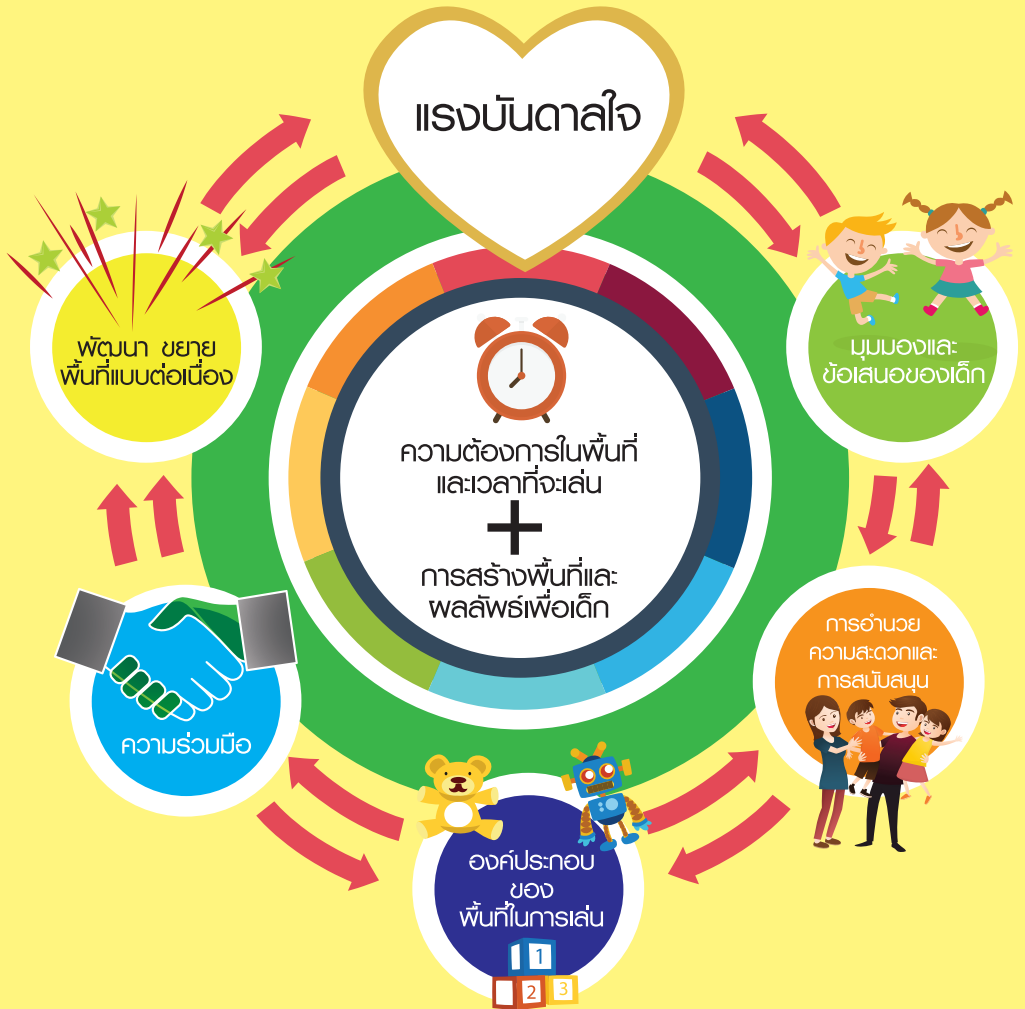 แรงบันดาลใจ
มุมมองและ
ข้อเสนอของเด็ก
การอำนวย
ความสะดวกและ
การสนับสนุน
องค์ประกอบ
ของ
พื้นที่ในการเล่น
1
2
3
ความร่วมมือ
พัฒนา ขยาย
พื้นที่แบบต่อเนื่อง
ความต้องการในพื้นที่
และเวลาที่จะเล่น
+
การสร้างพื้นที่และ
ผลลัพธ์เพื่อเด็ก